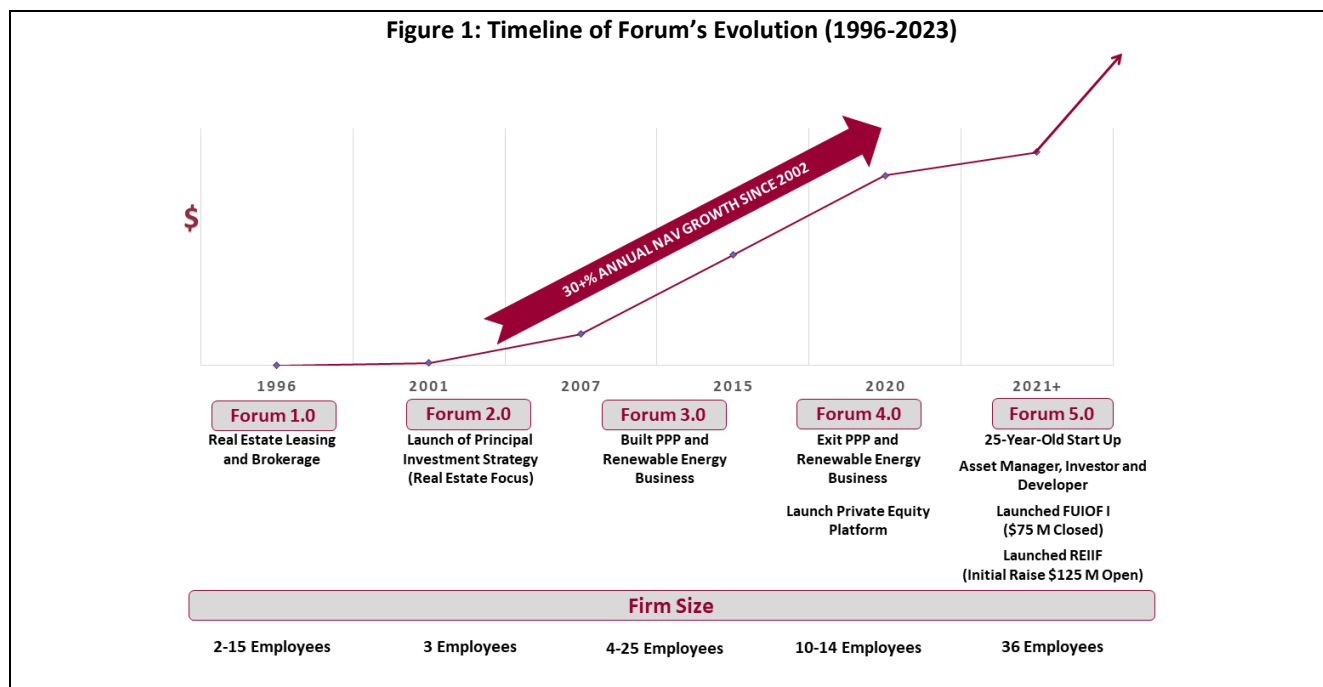 Figure 1: Timeline of Forum's Evolution (1996-2023)
$
30+% ANNUAL NAV GROWTH SINCE 2002
1996
2001
2007
2015
2020
2021+
Forum 1.0
Real Estate Leasing
and Brokerage
Forum 2.0
Launch of Principal
Investment Strategy
(Real Estate Focus)
Forum 3.0
Built PPP and
Renewable Energy
Business
Forum 4.0
Exit PPP and
Renewable Energy
Business
Launch Private Equity
Platform
Forum 5.0
25-Year-Old Start Up
Asset Manager, Investor and
Developer
Launched FUIOF I
($75 M Closed)
Launched REIIF
(Initial Raise $125 M Open)
Firm Size
2-15 Employees
3 Employees
4-25 Employees
10-14 Employees
36 Employees